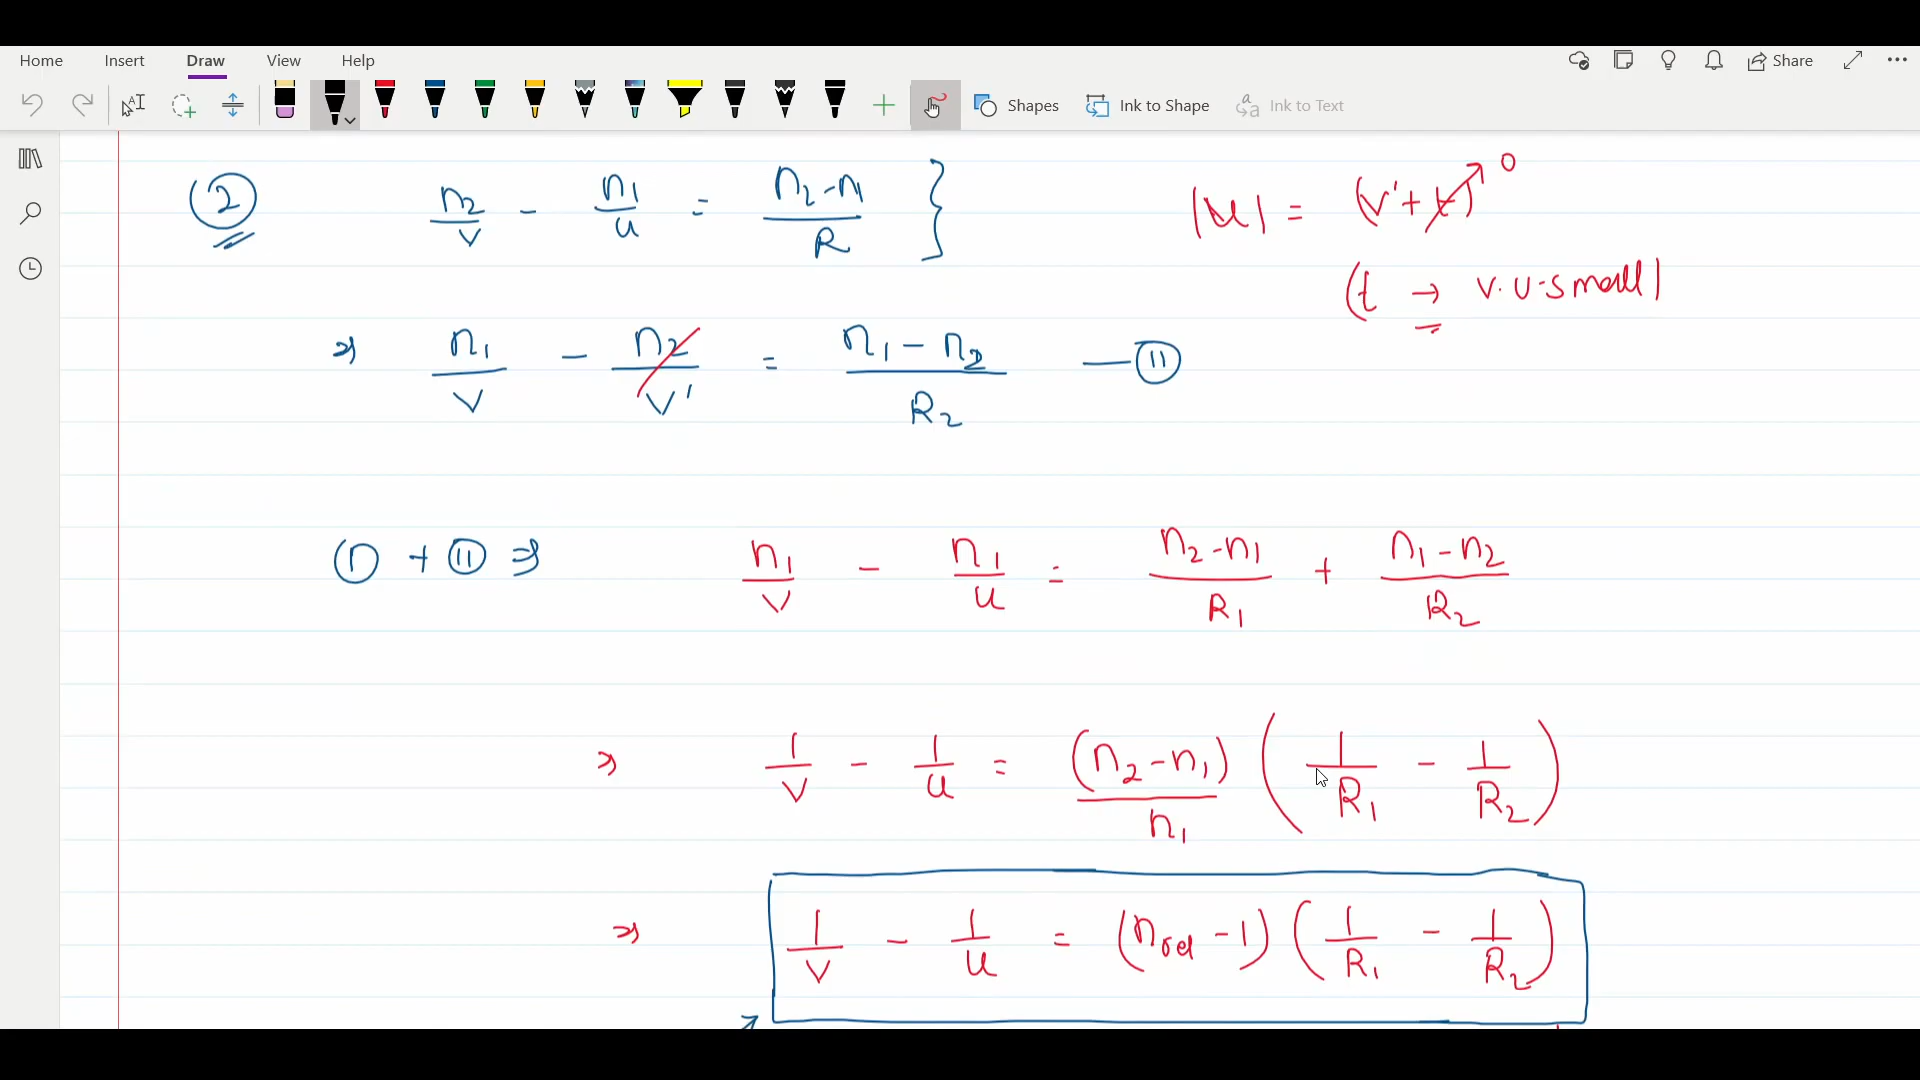 Home Insert Draw View Help Share
Shapes Ink to Shape Ink to Text
(2) n2/v - n1/u = n2-n1/R } |u| = (v'+t) 0
(t → v.v.small)
⇒ n1/v - n2/v' = n1-n2/R2 —(II)
(I) + (II) ⇒ n1/v - n1/u = n2-n1/R1 + n1-n2/R2
⇒ 1/v - 1/u = (n2-n1)/n1 (1/R1 - 1/R2)
⇒ 1/v - 1/u = (nrel -1) (1/R1 - 1/R2)